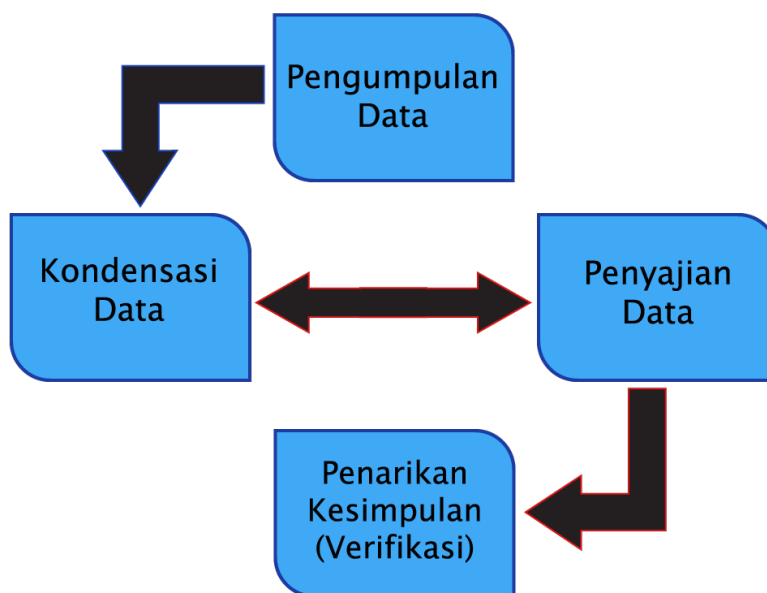 Pengumpulan
Data
Kondensasi
Data
Penyajian
Data
Penarikan
Kesimpulan
(Verifikasi)